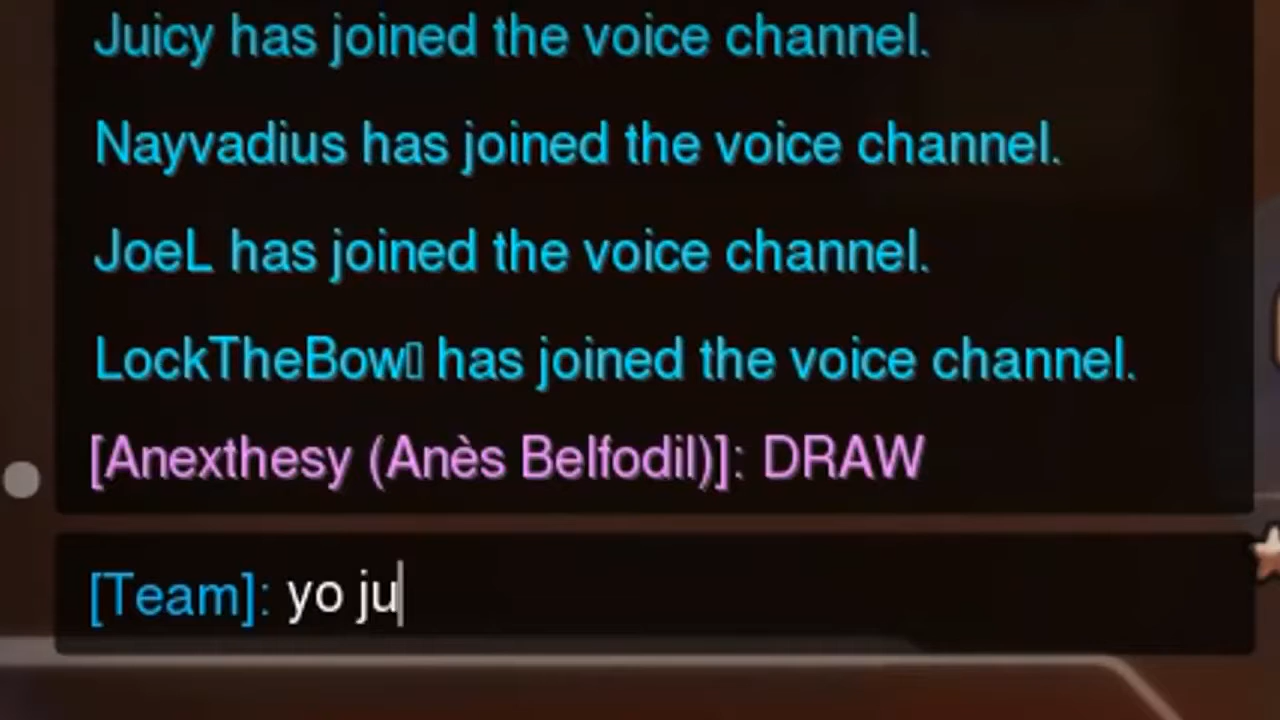 Juicy has joined the voice channel.
Nayvadius has joined the voice channel.
JoeL has joined the voice channel.
LockTheBow▯ has joined the voice channel.
[Anexthesy (Anès Belfodil)]: DRAW
[Team]: yo ju